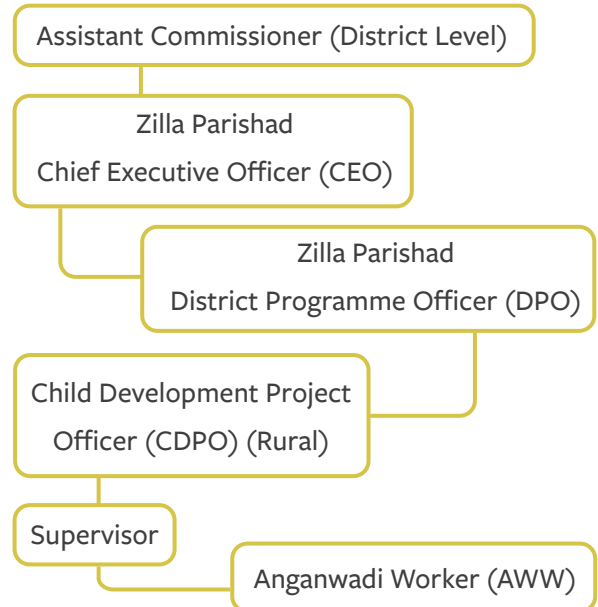 Assistant Commissioner (District Level)
Zilla Parishad
Chief Executive Officer (CEO)
Zilla Parishad
District Programme Officer (DPO)
Child Development Project
Officer (CDPO) (Rural)
Supervisor
Anganwadi Worker (AWW)